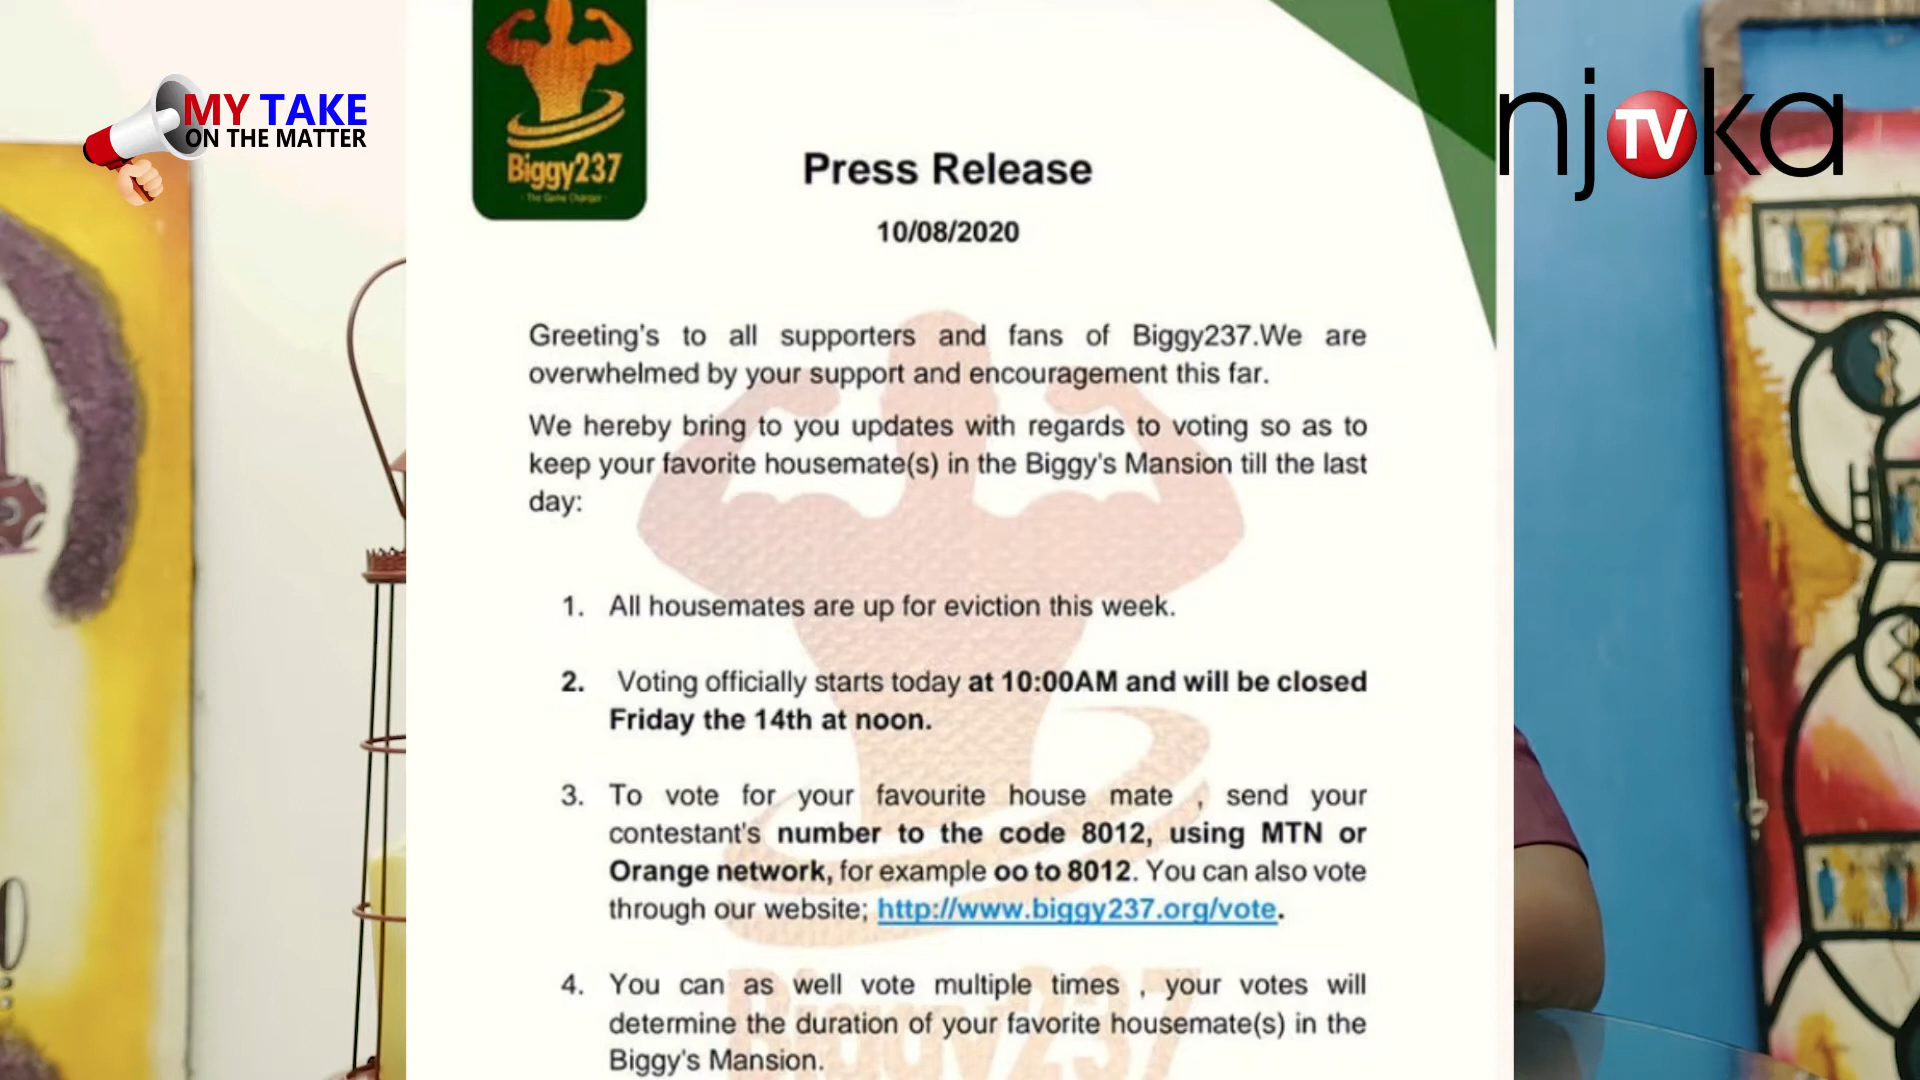 MY TAKE
ON THE MATTER
njTVka
Biggy237
- The Game Changer -
Press Release
10/08/2020
Greeting's to all supporters and fans of Biggy237.We are
overwhelmed by your support and encouragement this far.
We hereby bring to you updates with regards to voting so as to
keep your favorite housemate(s) in the Biggy's Mansion till the last
day:
1. All housemates are up for eviction this week.
2. Voting officially starts today at 10:00AM and will be closed
Friday the 14th at noon.
3. To vote for your favourite house mate , send your
contestant's number to the code 8012, using MTN or
Orange network, for example oo to 8012. You can also vote
through our website; http://www.biggy237.org/vote.
4. You can as well vote multiple times , your votes will
determine the duration of your favorite housemate(s) in the
Biggy's Mansion.
Biggy237